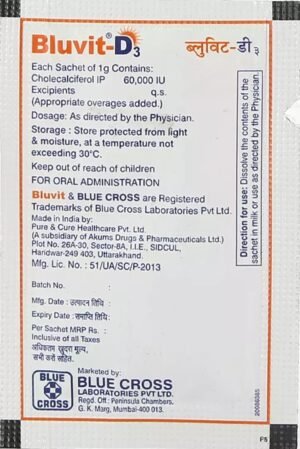 Bluvit®-D3
ब्लुविट-डी ३
Each Sachet of 1g Contains:
Cholecalciferol IP 60,000 IU
Excipients q.s.
(Appropriate overages added.)
Dosage: As directed by the Physician.
Storage : Store protected from light
& moisture, at a temperature not
exceeding 30°C.
Keep out of reach of children
FOR ORAL ADMINISTRATION
Bluvit & BLUE CROSS are Registered
Trademarks of Blue Cross Laboratories Pvt Ltd.
Made in India by:
Pure & Cure Healthcare Pvt. Ltd.
(A subsidiary of Akums Drugs & Pharmaceuticals Ltd.)
Plot No. 26A-30, Sector-8A, I.I.E., SIDCUL,
Haridwar-249 403, Uttarakhand.
Mfg. Lic. No. : 51/UA/SC/P-2013
Direction for use: Dissolve the contents of the
sachet in milk or use as directed by the Physician.
Batch No. :
Mfg. Date : उत्पादन तिथि :
Expiry Date : समाप्ति तिथि :
Per Sachet MRP Rs. :
Inclusive of all Taxes
अधिकतम खुदरा मूल्य,
सभी करों सहित.
BLUE
CROSS
Marketed by:
BLUE CROSS
LABORATORIES PVT LTD.
Regd. Off : Peninsula Chambers.
G. K. Marg, Mumbai-400 013.